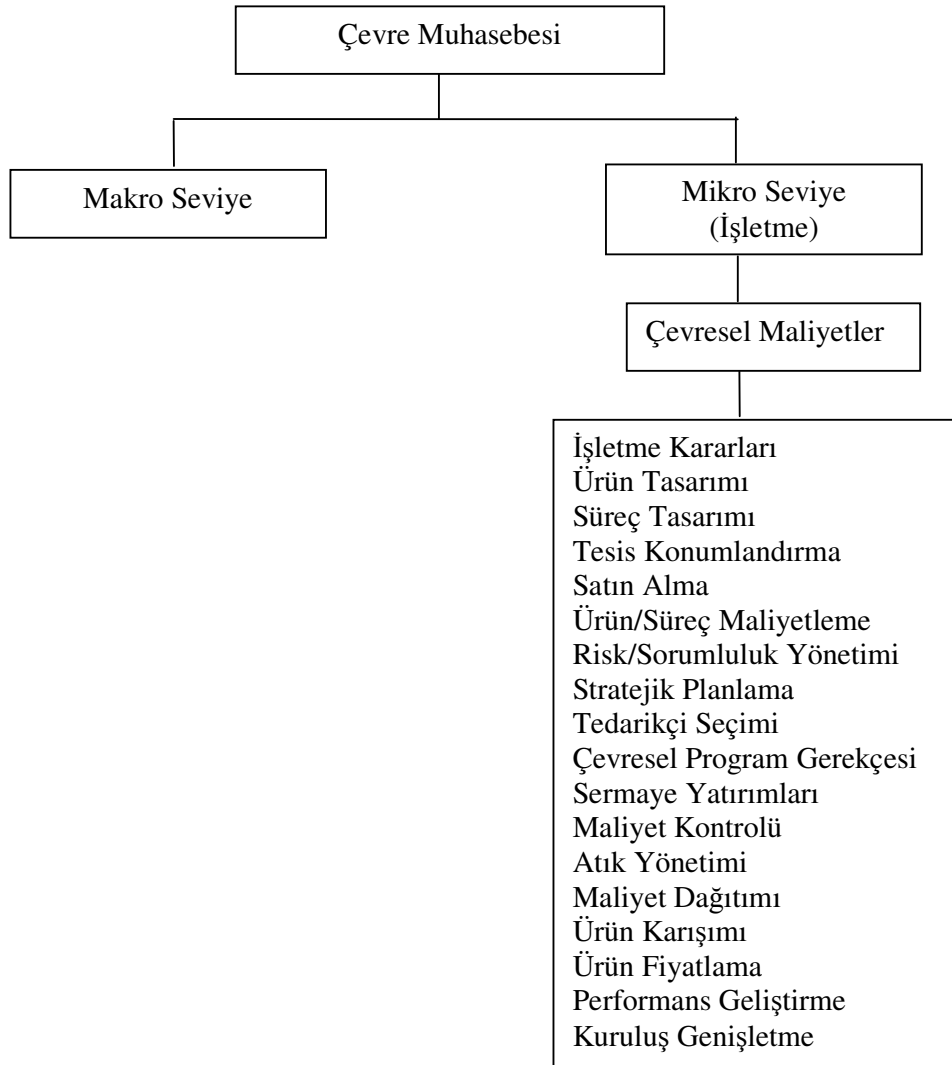 Çevre Muhasebesi
Makro Seviye
Mikro Seviye
(İşletme)
Çevresel Maliyetler
İşletme Kararları
Ürün Tasarımı
Süreç Tasarımı
Tesis Konumlandırma
Satın Alma
Ürün/Süreç Maliyetleme
Risk/Sorumluluk Yönetimi
Stratejik Planlama
Tedarikçi Seçimi
Çevresel Program Gerekçesi
Sermaye Yatırımları
Maliyet Kontrolü
Atık Yönetimi
Maliyet Dağıtımı
Ürün Karışımı
Ürün Fiyatlama
Performans Geliştirme
Kuruluş Genişletme